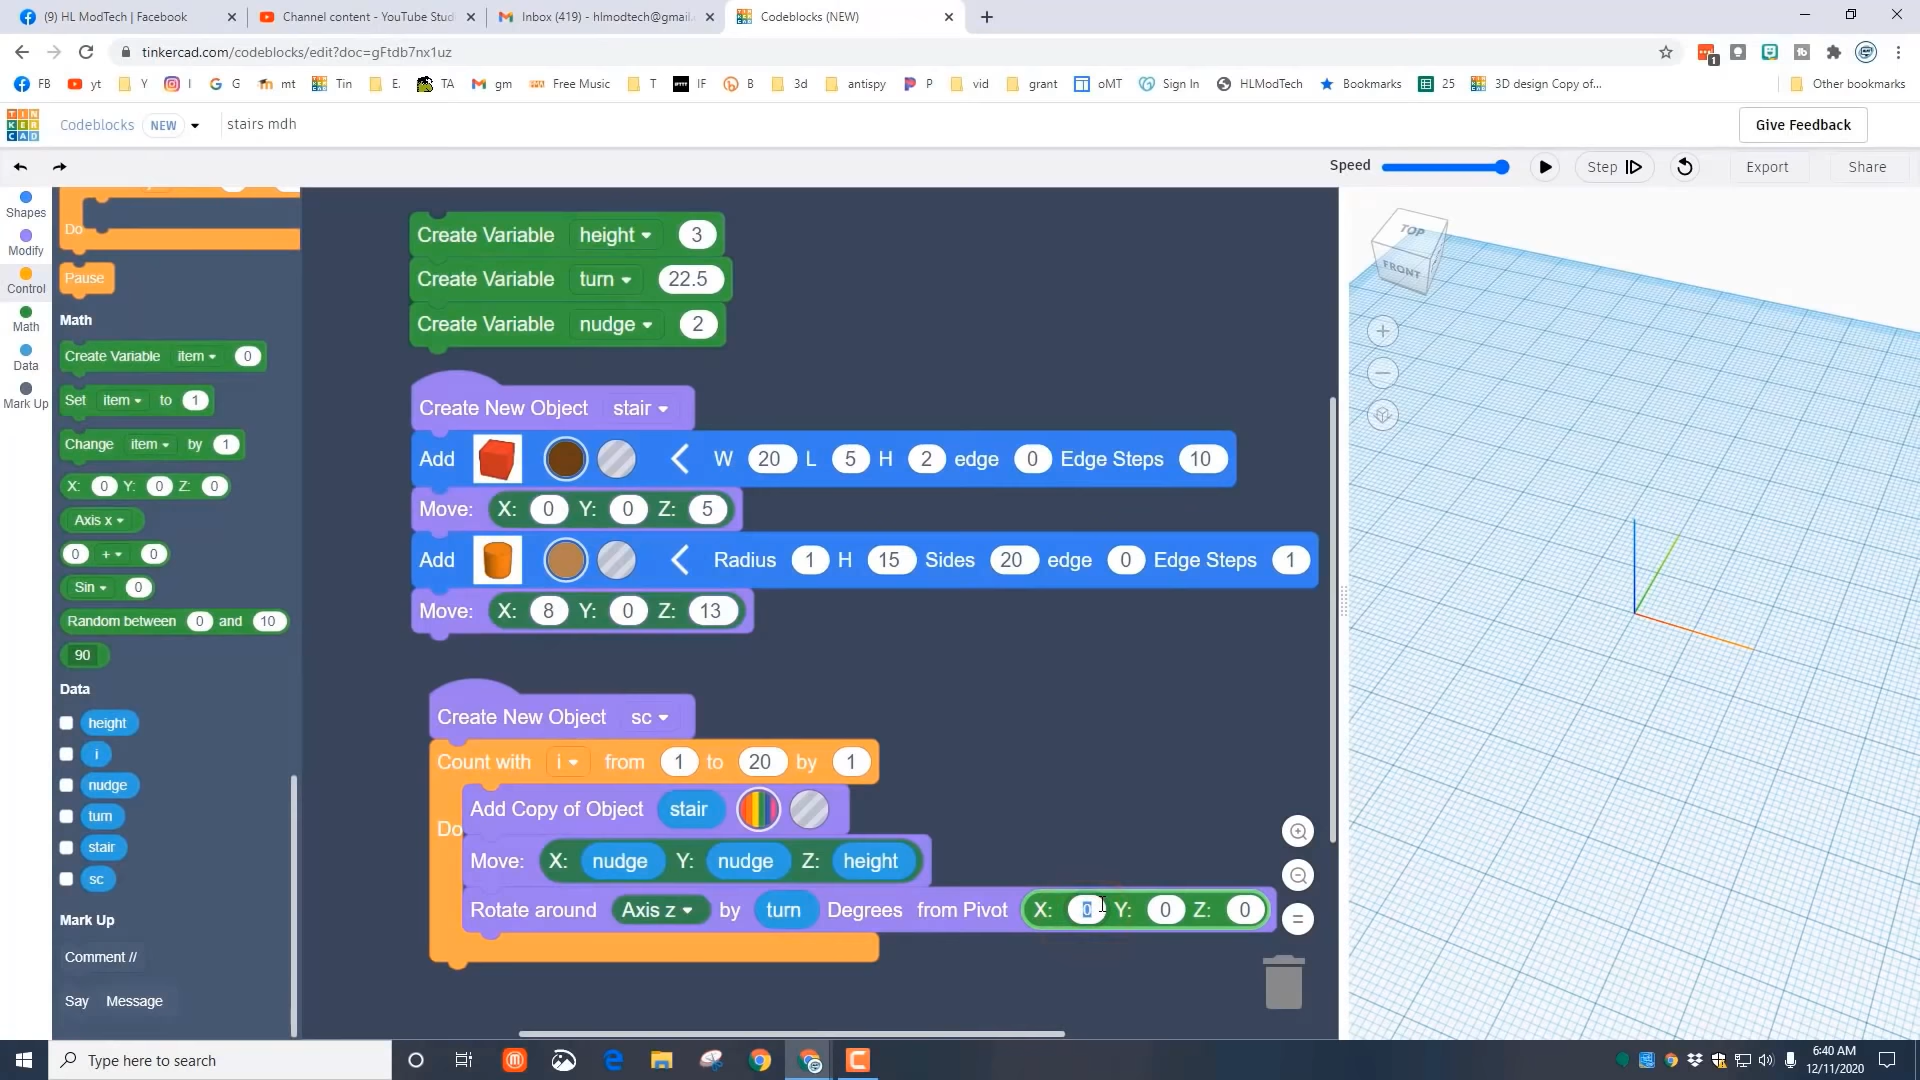 (9) HL ModTech | Facebook
Channel content - YouTube Stud
Inbox (419) - hlmodtech@gmail.
Codeblocks (NEW)
tinkercad.com/codeblocks/edit?doc=gFtdb7nx1uz
FB yt Y I G mt Tin E. TA gm Free Music T IF B 3d antispy P vid grant oMT Sign In HLModTech Bookmarks 25 3D design Copy of... Other bookmarks
TIN KER CAD Codeblocks NEW stairs mdh Give Feedback
Speed Step Export Share
Shapes
Modify
Control
Math
Data
Mark Up
Do
Pause
Math
Create Variable item 0
Set item to 1
Change item by 1
X: 0 Y: 0 Z: 0
Axis x
0 + 0
Sin 0
Random between 0 and 10
90
Data
height
i
nudge
turn
stair
sc
Mark Up
Comment //
Say Message
Create Variable height 3
Create Variable turn 22.5
Create Variable nudge 2
Create New Object stair
Add W 20 L 5 H 2 edge 0 Edge Steps 10
Move: X: 0 Y: 0 Z: 5
Add Radius 1 H 15 Sides 20 edge 0 Edge Steps 1
Move: X: 8 Y: 0 Z: 13
Create New Object sc
Count with i from 1 to 20 by 1
Do
Add Copy of Object stair
Move: X: nudge Y: nudge Z: height
Rotate around Axis z by turn Degrees from Pivot X: 0 Y: 0 Z: 0
TOP
FRONT
Type here to search
6:40 AM
12/11/2020